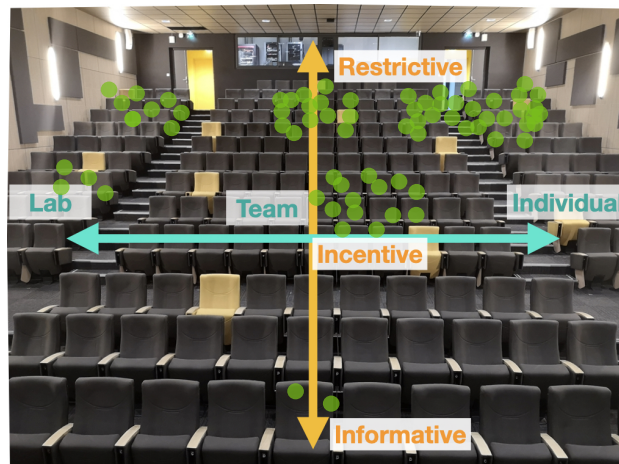 Restrictive
Lab
Team
Individual
Incentive
Informative